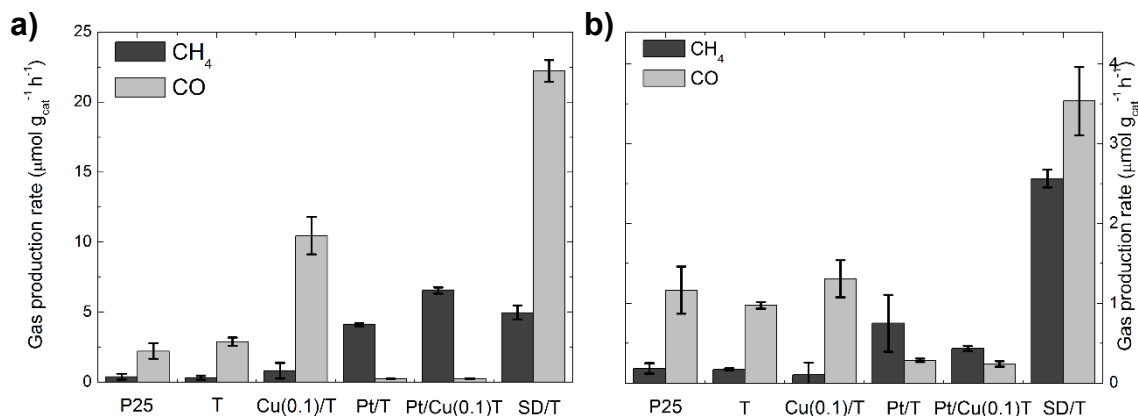 a)
Gas production rate (μmol g_cat^-1 h^-1)
25
20
15
10
5
0
CH4
CO
P25 T Cu(0.1)/T Pt/T Pt/Cu(0.1)T SD/T
b)
CH4
CO
4
3
2
1
0
Gas production rate (μmol g_cat^-1 h^-1)
P25 T Cu(0.1)/T Pt/T Pt/Cu(0.1)T SD/T